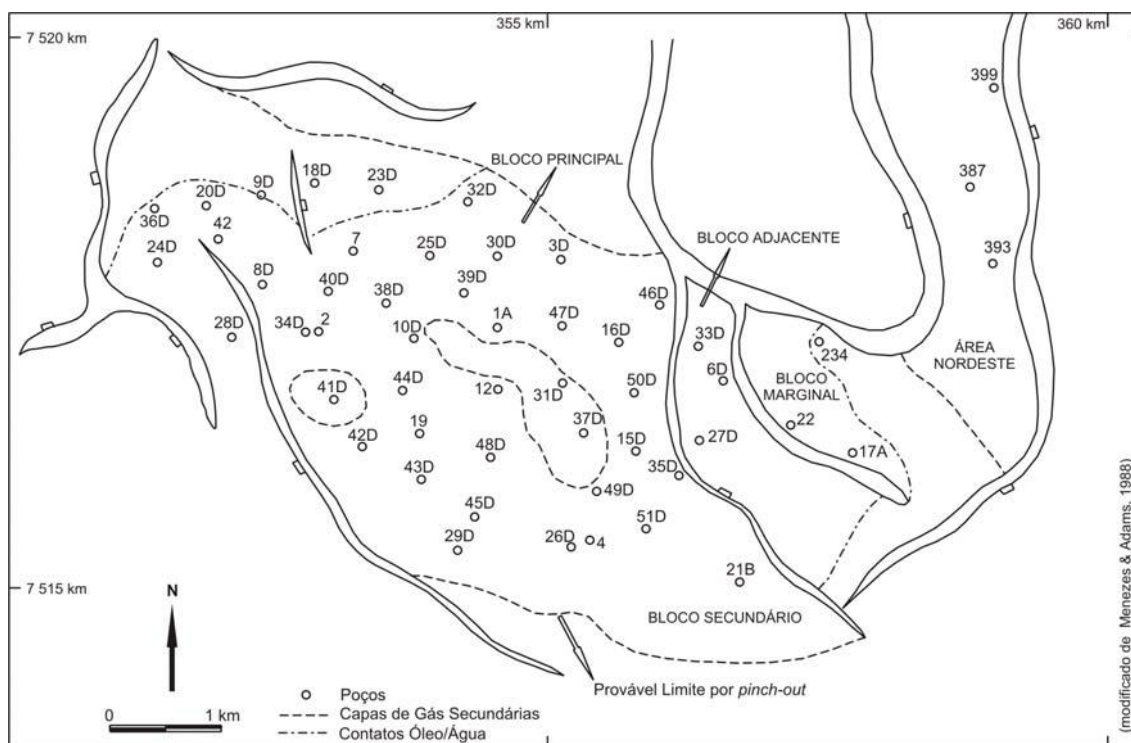 355 km
360 km
7 520 km
399
BLOCO PRINCIPAL
18D
23D
9D
387
20D
32D
36D
42
7
BLOCO ADJACENTE
24D
25D
30D
3D
393
8D
40D
39D
38D
46D
1A
47D
34D
2
28D
10D
16D
33D
234
ÁREA
NORDESTE
6D
BLOCO
MARGINAL
41D
44D
12
31D
50D
22
19
37D
42D
48D
15D
27D
17A
43D
35D
49D
45D
51D
29D
26D
4
7 515 km
21B
N
BLOCO SECUNDÁRIO
Provável Limite por pinch-out
Poços
Capas de Gás Secundárias
Contatos Óleo/Água
0
1 km
(modificado de Menezes & Adams, 1988)